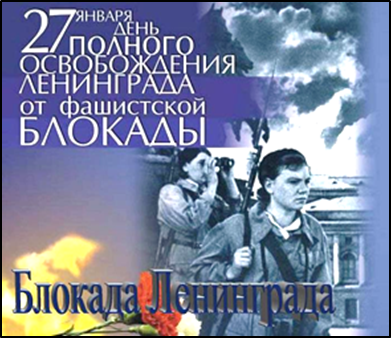 27 ЯНВАРЯ ДЕНЬ
ПОЛНОГО
ОСВОБОЖДЕНИЯ
ЛЕНИНГРАДА
от фашистской
БЛОКАДЫ
Блокада Ленинграда